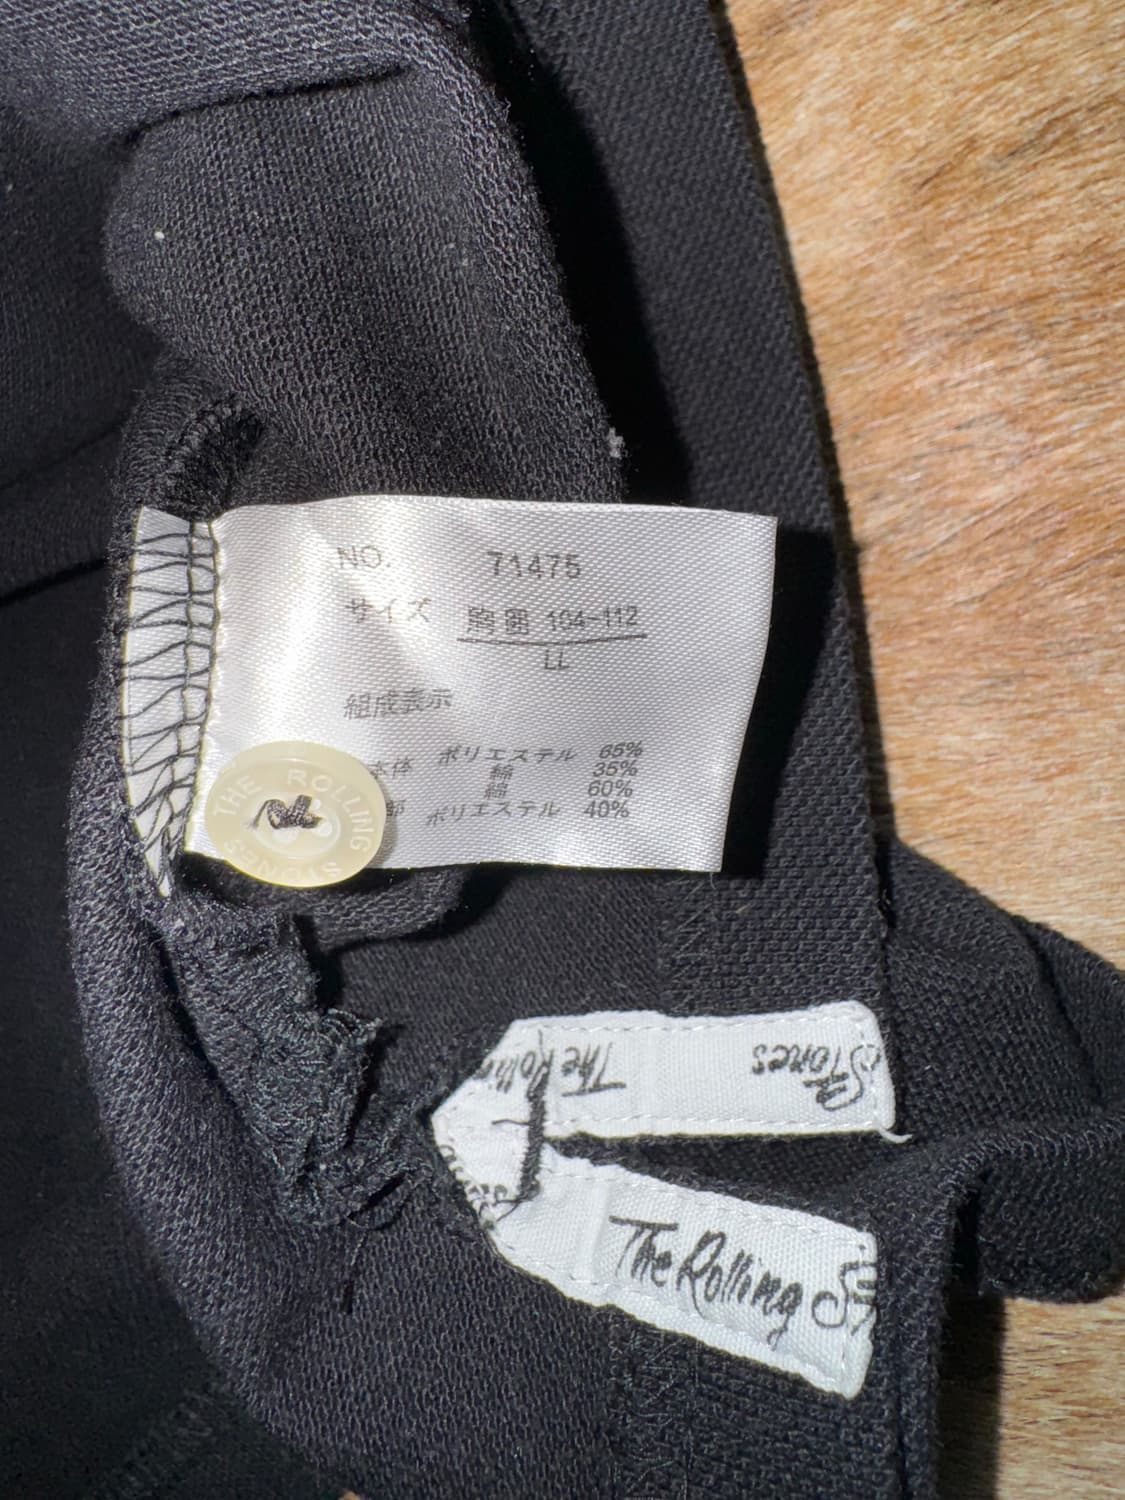 NO. 71475
サイズ 胸囲 104-112
LL
組成表示
本体 ポリエステル 65%
綿 35%
綿 60%
部 ポリエステル 40%
THE ROLLING STONES
The Rolling
Stones
The Rolling